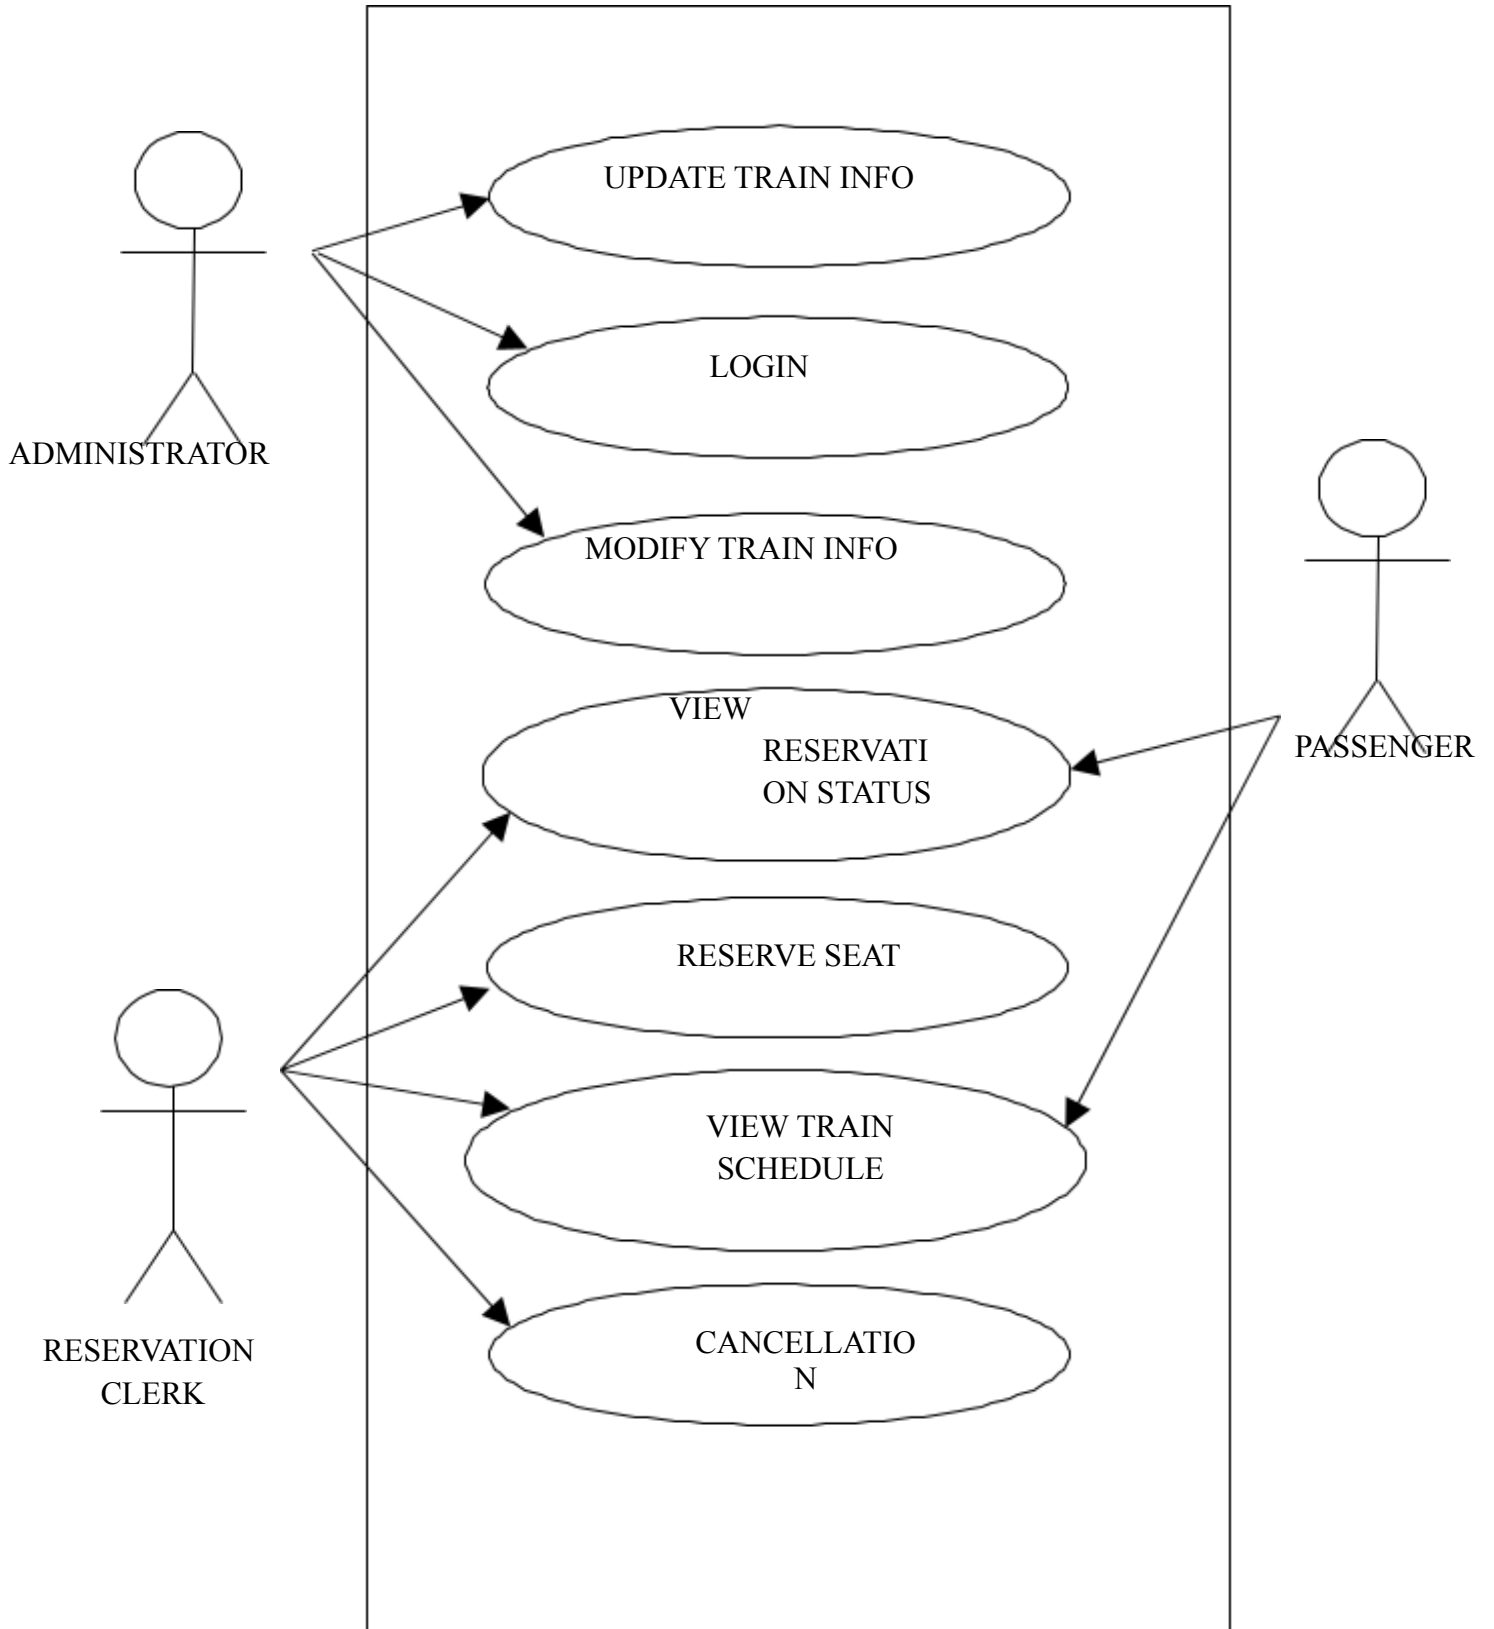 UPDATE TRAIN INFO
LOGIN
ADMINISTRATOR
MODIFY TRAIN INFO
VIEW
RESERVATI
ON STATUS
PASSENGER
RESERVE SEAT
VIEW TRAIN
SCHEDULE
RESERVATION
CLERK
CANCELLATIO
N